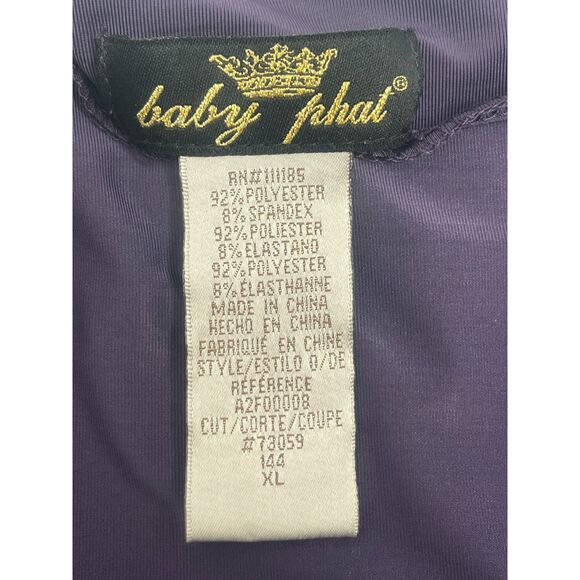 baby phat®
RN#111185
92%POLYESTER
8%SPANDEX
92%POLIESTER
8%ELASTANO
92%POLYESTER
8%ÉLASTHANNE
MADE IN CHINA
HECHO EN CHINA
FABRIQUÉ EN CHINE
STYLE/ESTILO O/DE
RÉFÉRENCE
A2F00008
CUT/CORTE/COUPE
#73059
144
XL